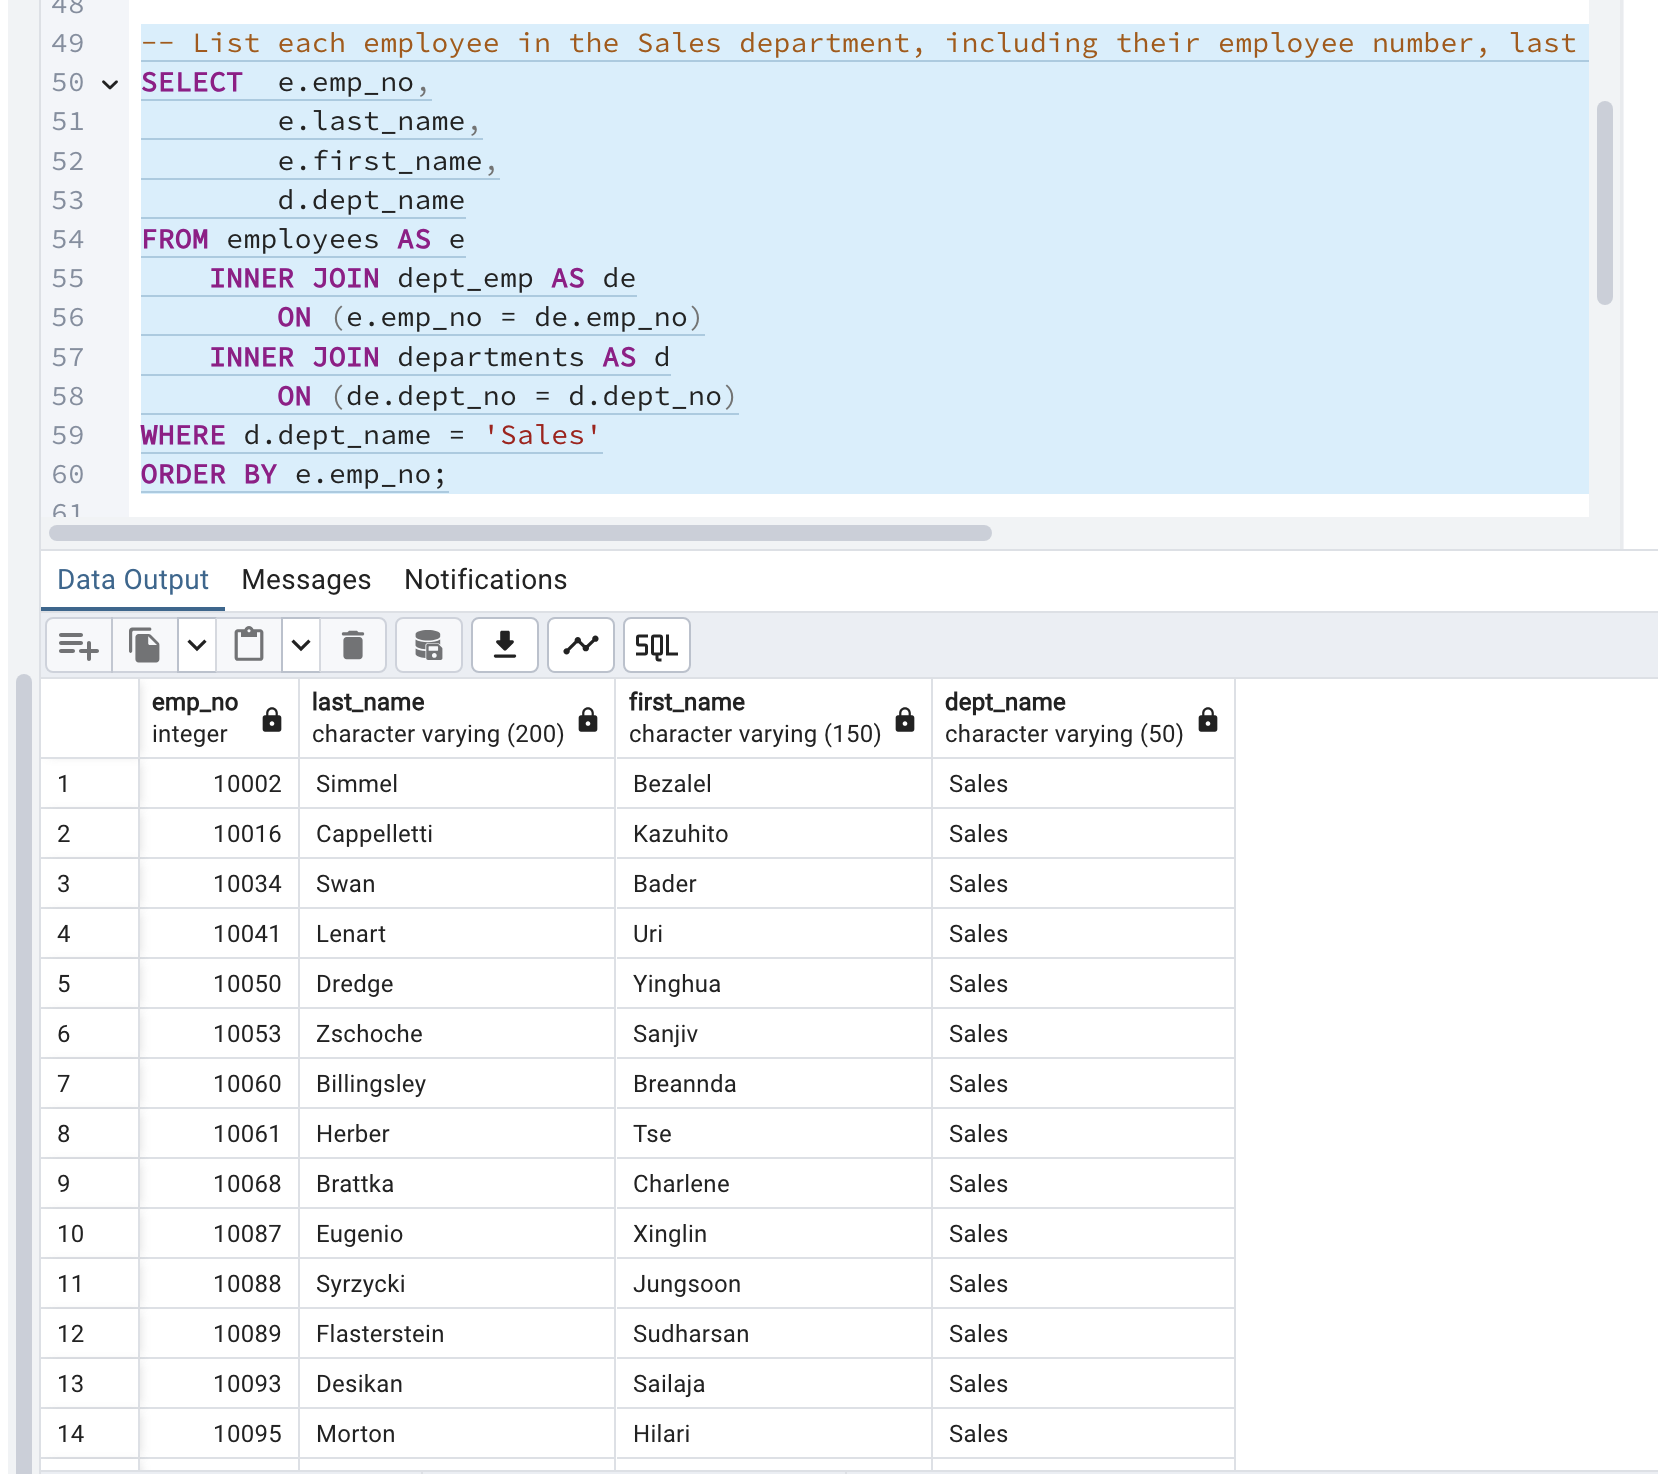 48
49 -- List each employee in the Sales department, including their employee number, last
50 SELECT  e.emp_no,
51         e.last_name,
52         e.first_name,
53         d.dept_name
54 FROM employees AS e
55     INNER JOIN dept_emp AS de
56         ON (e.emp_no = de.emp_no)
57     INNER JOIN departments AS d
58         ON (de.dept_no = d.dept_no)
59 WHERE d.dept_name = 'Sales'
60 ORDER BY e.emp_no;
61
Data Output Messages Notifications
SQL
emp_no last_name first_name dept_name
integer character varying (200) character varying (150) character varying (50)
1 10002 Simmel Bezalel Sales
2 10016 Cappelletti Kazuhito Sales
3 10034 Swan Bader Sales
4 10041 Lenart Uri Sales
5 10050 Dredge Yinghua Sales
6 10053 Zschoche Sanjiv Sales
7 10060 Billingsley Breannda Sales
8 10061 Herber Tse Sales
9 10068 Brattka Charlene Sales
10 10087 Eugenio Xinglin Sales
11 10088 Syrzycki Jungsoon Sales
12 10089 Flasterstein Sudharsan Sales
13 10093 Desikan Sailaja Sales
14 10095 Morton Hilari Sales